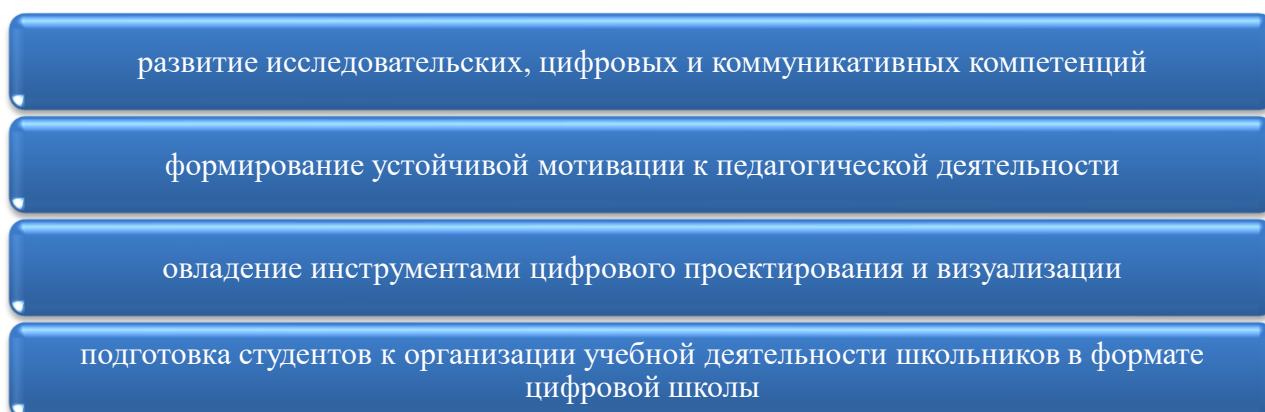 развитие исследовательских, цифровых и коммуникативных компетенций
формирование устойчивой мотивации к педагогической деятельности
овладение инструментами цифрового проектирования и визуализации
подготовка студентов к организации учебной деятельности школьников в формате
цифровой школы